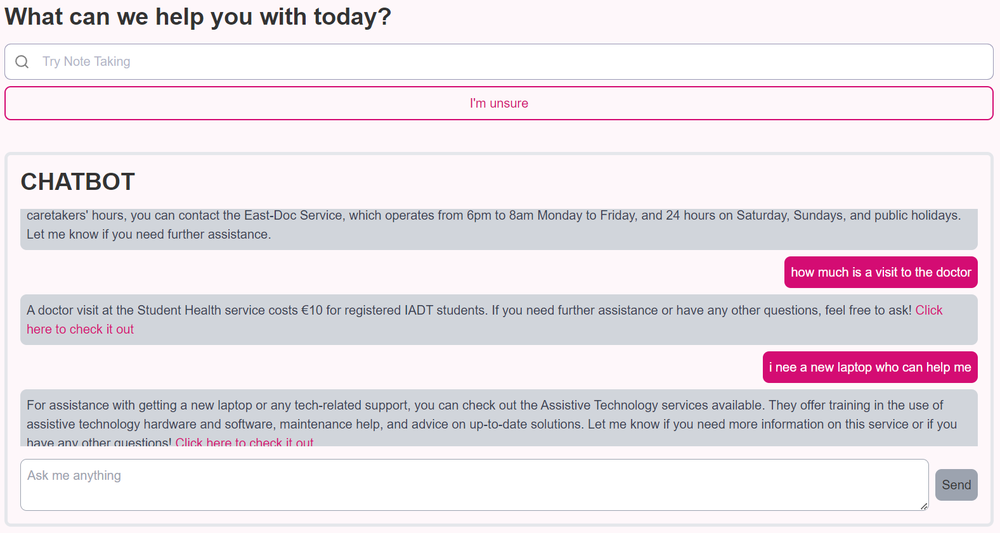 What can we help you with today?
Try Note Taking
I'm unsure
CHATBOT
caretakers' hours, you can contact the East-Doc Service, which operates from 6pm to 8am Monday to Friday, and 24 hours on Saturday, Sundays, and public holidays.
Let me know if you need further assistance.
how much is a visit to the doctor
A doctor visit at the Student Health service costs €10 for registered IADT students. If you need further assistance or have any other questions, feel free to ask! Click
here to check it out
i nee a new laptop who can help me
For assistance with getting a new laptop or any tech-related support, you can check out the Assistive Technology services available. They offer training in the use of
assistive technology hardware and software, maintenance help, and advice on up-to-date solutions. Let me know if you need more information on this service or if you
have any other questions! Click here to check it out
Ask me anything
Send